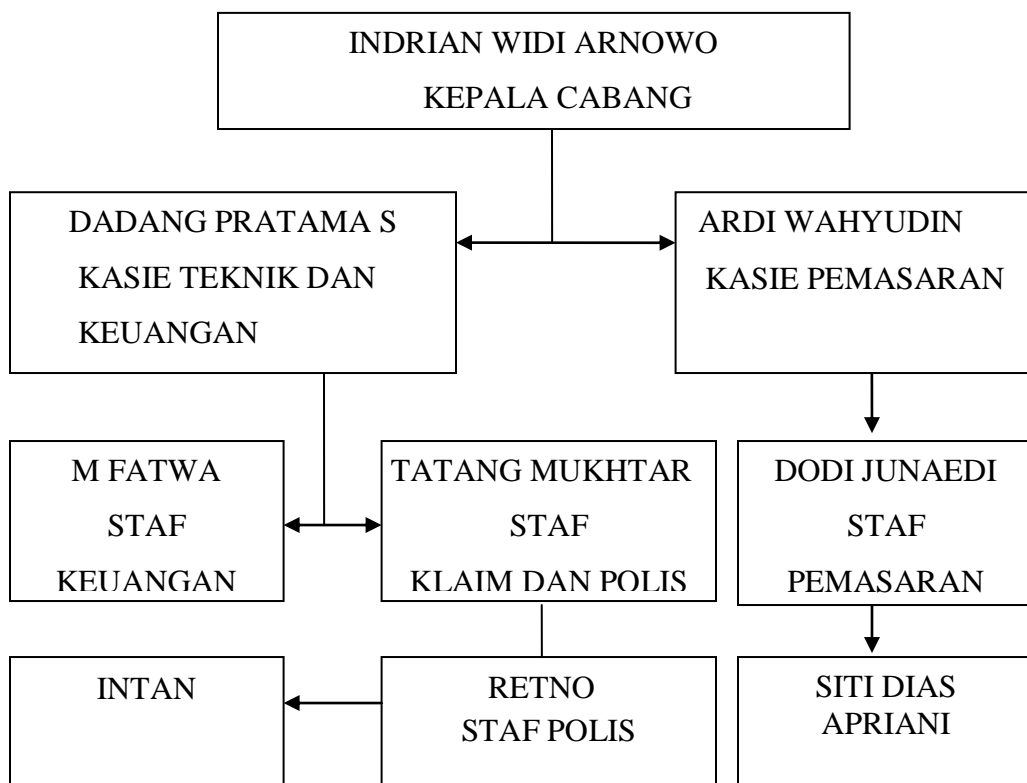 INDRIAN WIDI ARNOWO
KEPALA CABANG
DADANG PRATAMA S
KASIE TEKNIK DAN
KEUANGAN
ARDI WAHYUDIN
KASIE PEMASARAN
M FATWA
STAF
KEUANGAN
TATANG MUKHTAR
STAF
KLAIM DAN POLIS
DODI JUNAEDI
STAF
PEMASARAN
INTAN
RETNO
STAF POLIS
SITI DIAS
APRIANI